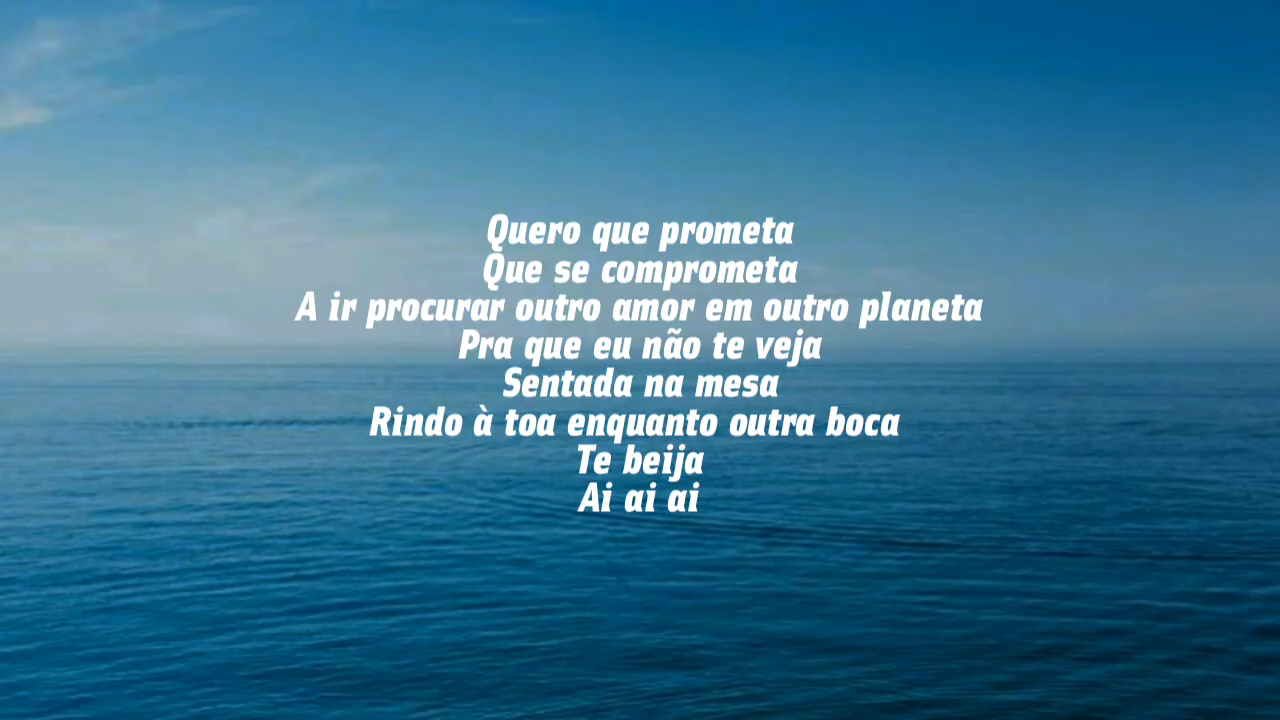 Quero que prometa
Que se comprometa
A ir procurar outro amor em outro planeta
Pra que eu não te veja
Sentada na mesa
Rindo à toa enquanto outra boca
Te beija
Ai ai ai